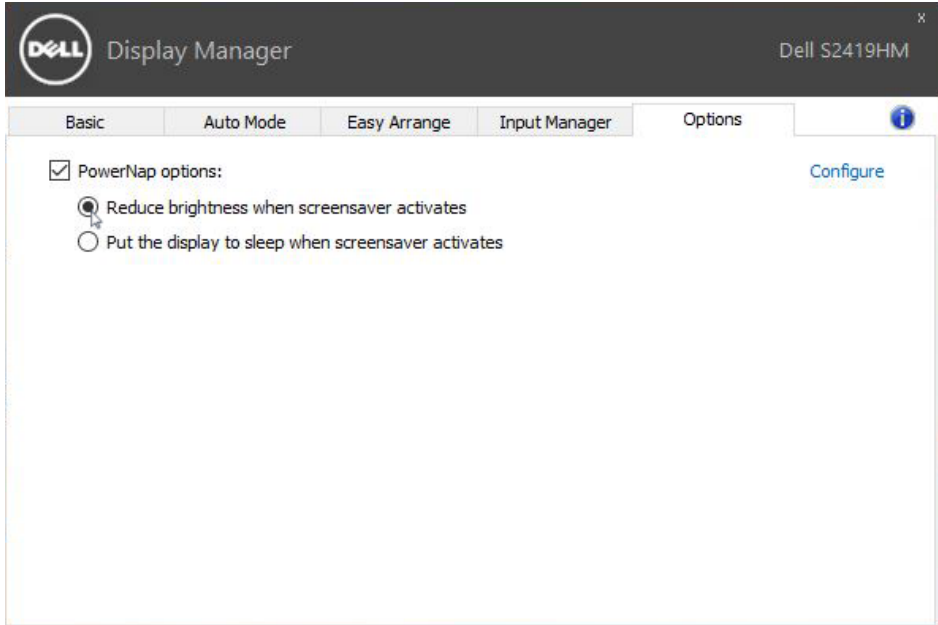 x
DELL Display Manager
Dell S2419HM
Basic Auto Mode Easy Arrange Input Manager Options
PowerNap options: Configure
Reduce brightness when screensaver activates
Put the display to sleep when screensaver activates